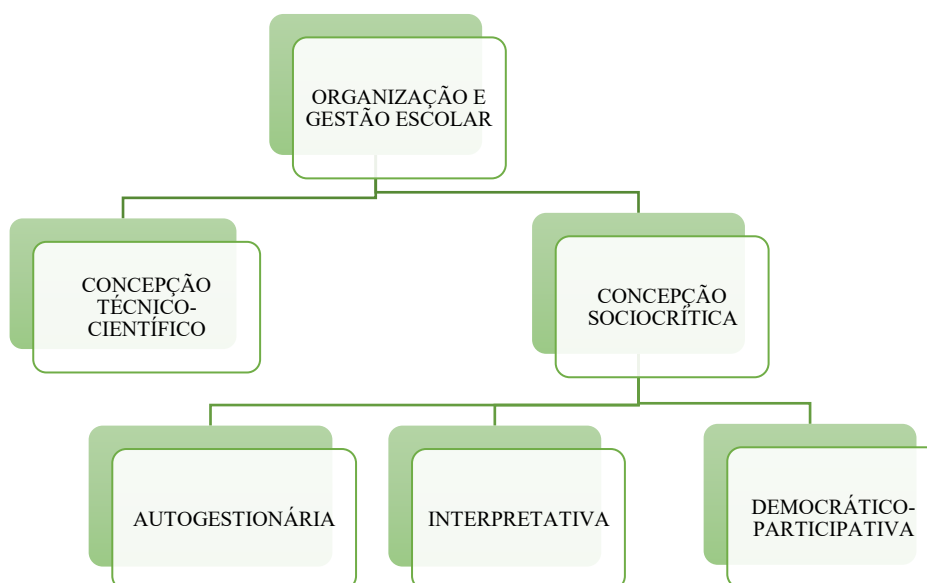 ORGANIZAÇÃO E
GESTÃO ESCOLAR
CONCEPÇÃO
TÉCNICO-
CIENTÍFICO
CONCEPÇÃO
SOCIOCRÍTICA
AUTOGESTIONÁRIA
INTERPRETATIVA
DEMOCRÁTICO-
PARTICIPATIVA